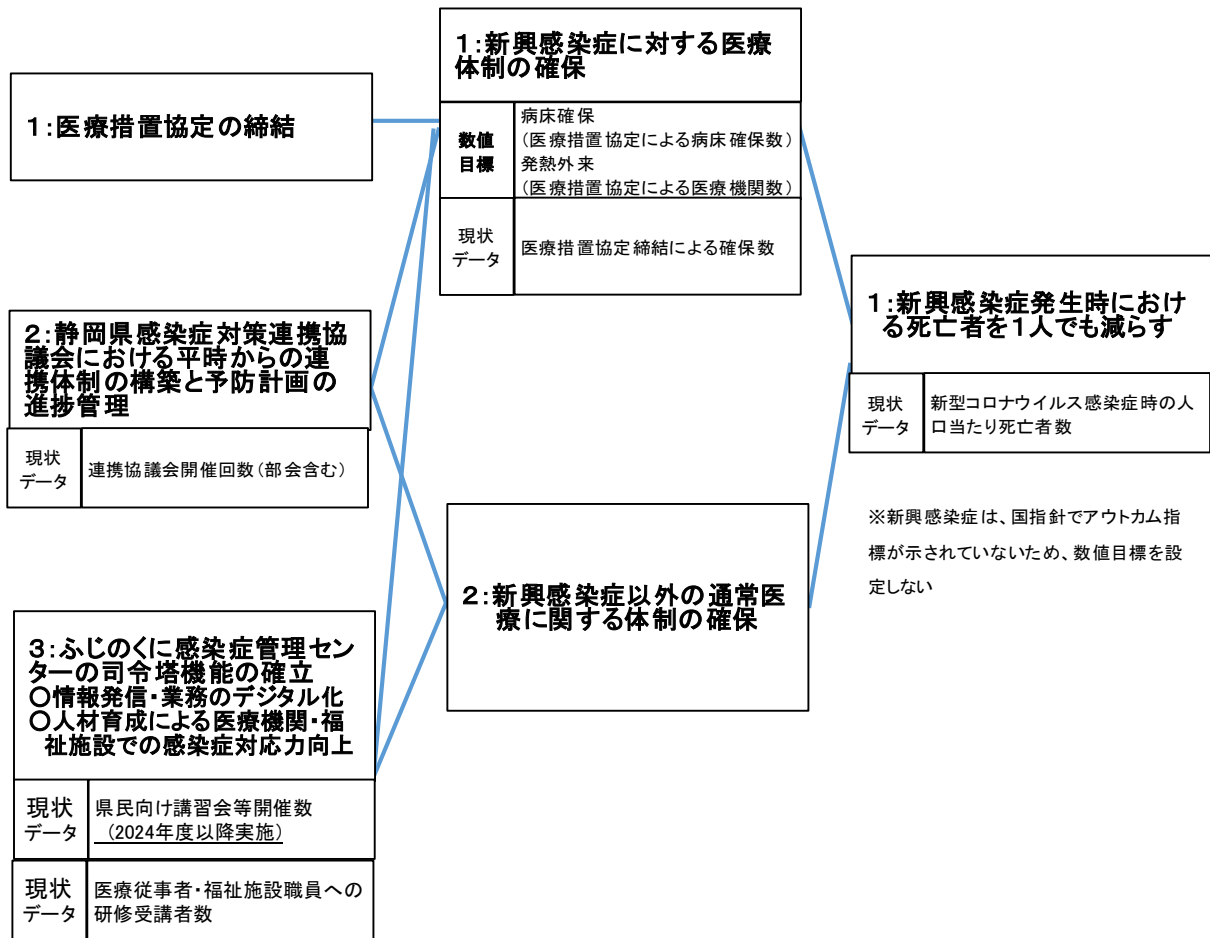 1:医療措置協定の締結
2:静岡県感染症対策連携協
議会における平時からの連
携体制の構築と予防計画の
進捗管理
現状
データ
連携協議会開催回数(部会含む)
3:ふじのくに感染症管理セン
ターの司令塔機能の確立
〇情報発信・業務のデジタル化
〇人材育成による医療機関・福
祉施設での感染症対応力向上
現状
データ
県民向け講習会等開催数
(2024年度以降実施)
現状
データ
医療従事者・福祉施設職員への
研修受講者数
1:新興感染症に対する医療
体制の確保
数値
目標
病床確保
(医療措置協定による病床確保数)
発熱外来
(医療措置協定による医療機関数)
現状
データ
医療措置協定締結による確保数
2:新興感染症以外の通常医
療に関する体制の確保
1:新興感染症発生時におけ
る死亡者を1人でも減らす
現状
データ
新型コロナウイルス感染症時の人
口当たり死亡者数
※新興感染症は、国指針でアウトカム指
標が示されていないため、数値目標を設
定しない